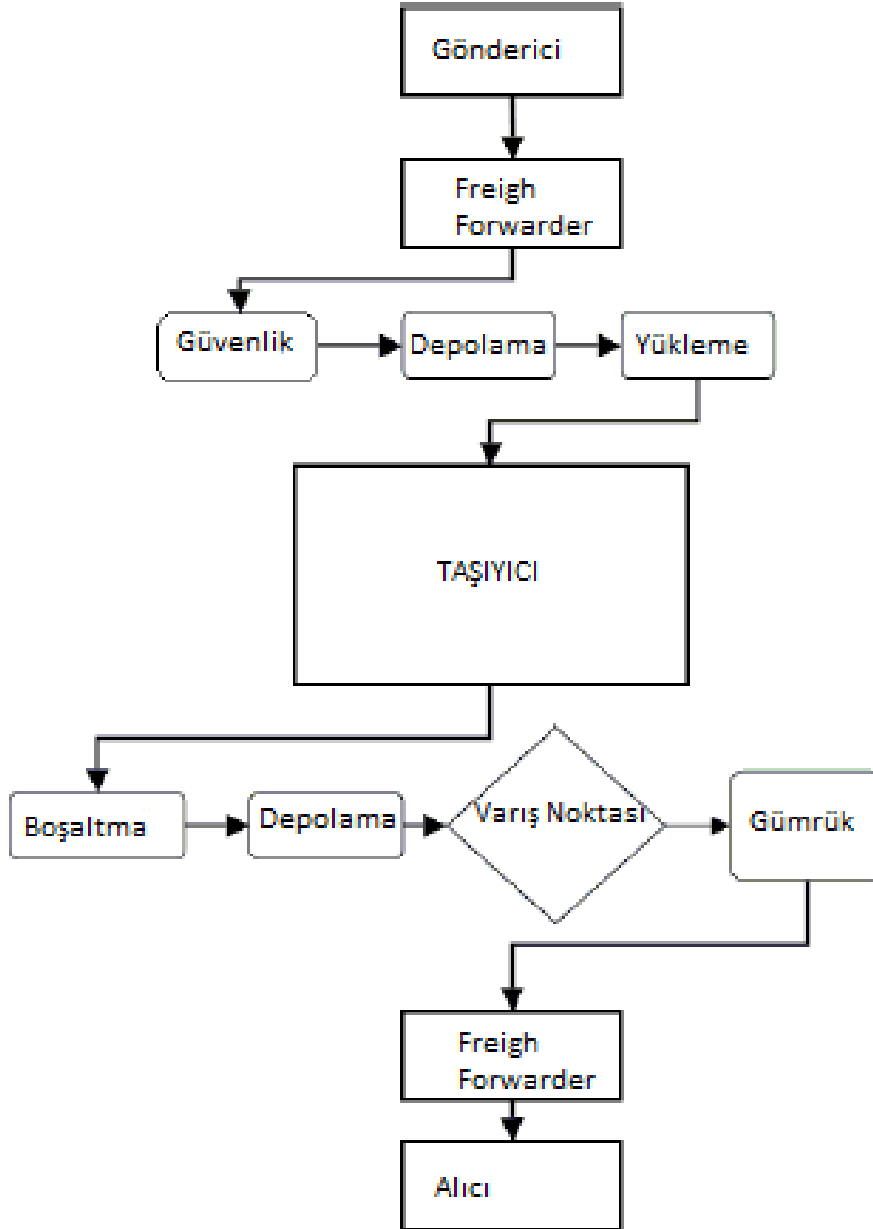 Gönderici
Freigh
Forwarder
Güvenlik
Depolama
Yükleme
TAŞIYICI
Boşaltma
Depolama
Varış Noktası
Gümrük
Freigh
Forwarder
Alıcı